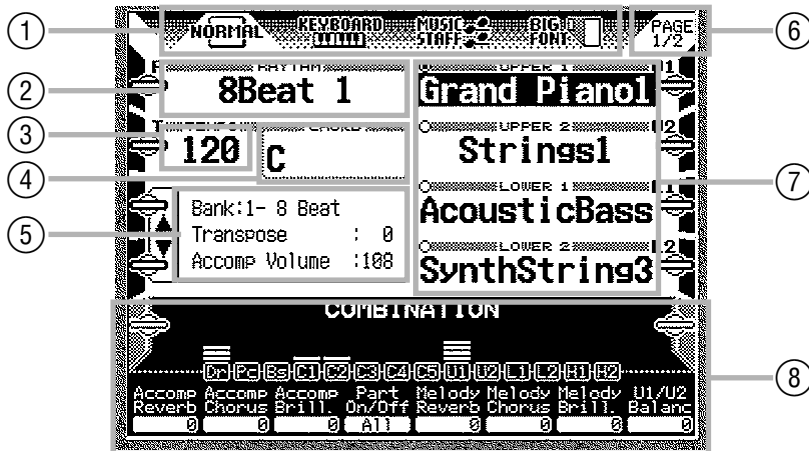 NORMAL KEYBOARD MUSIC STAFF BIG FONT PAGE 1/2
1
2
3
4
5
6
7
8
RHYTHM
8Beat 1
TEMPO
120
CHORD
C
Bank:1- 8 Beat
Transpose : 0
Accomp Volume :108
UPPER 1
Grand Piano1
UPPER 2
Strings1
LOWER 1
AcousticBass
LOWER 2
SynthString3
COMBINATION
Dr Pc Bs C1 C2 C3 C4 C5 U1 U2 L1 L2 H1 H2
Accomp Reverb Accomp Chorus Accomp Brill. Part On/Off Melody Reverb Melody Chorus Melody Brill. U1/U2 Balanc
0 0 0 All 0 0 0 0